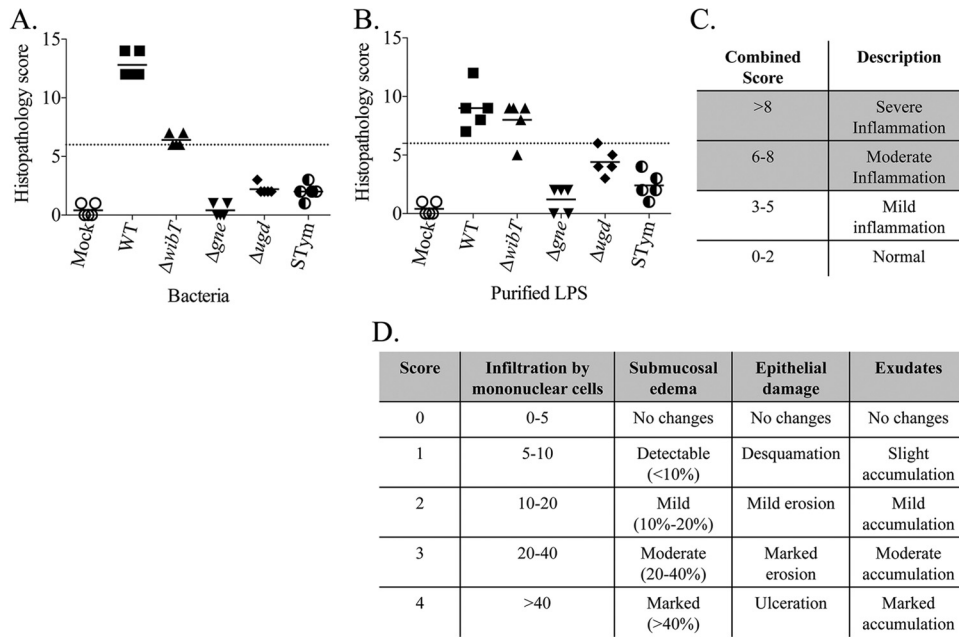 A.
Histopathology score
15
10
5
0
Mock
WT
ΔwibT
Δgne
Δugd
STym
Bacteria
B.
Histopathology score
15
10
5
0
Mock
WT
ΔwibT
Δgne
Δugd
STym
Purified LPS
C.
Combined Score Description
>8 Severe Inflammation
6-8 Moderate Inflammation
3-5 Mild inflammation
0-2 Normal
D.
Score Infiltration by mononuclear cells Submucosal edema Epithelial damage Exudates
0 0-5 No changes No changes No changes
1 5-10 Detectable (<10%) Desquamation Slight accumulation
2 10-20 Mild (10%-20%) Mild erosion Mild accumulation
3 20-40 Moderate (20-40%) Marked erosion Moderate accumulation
4 >40 Marked (>40%) Ulceration Marked accumulation